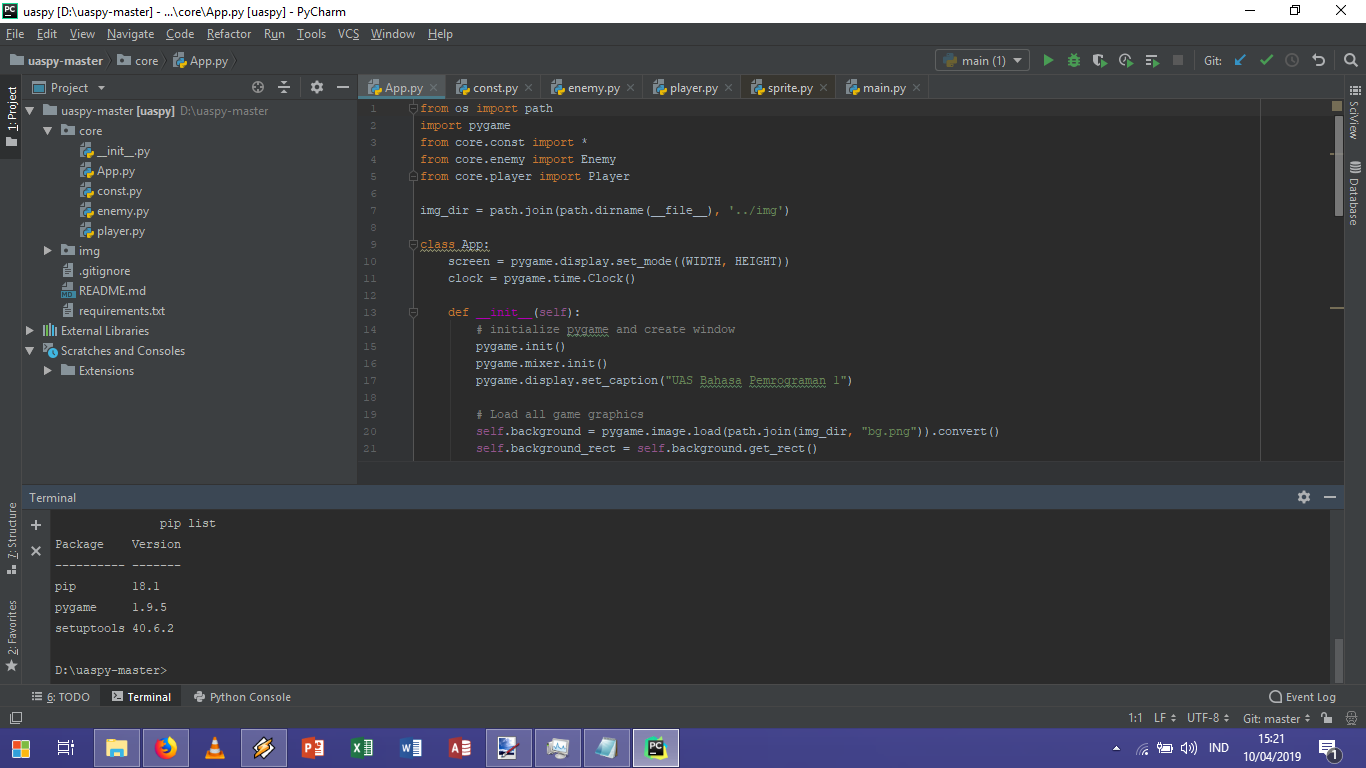 uaspy [D:\uaspy-master] - ...\core\App.py [uaspy] - PyCharm
File Edit View Navigate Code Refactor Run Tools VCS Window Help
uaspy-master core App.py main (1) Git:
Project
App.py const.py enemy.py player.py sprite.py main.py
1: Project
uaspy-master [uaspy] D:\uaspy-master
core
__init__.py
App.py
const.py
enemy.py
player.py
img
.gitignore
README.md
requirements.txt
External Libraries
Scratches and Consoles
Extensions
1 from os import path
2 import pygame
3 from core.const import *
4 from core.enemy import Enemy
5 from core.player import Player
6
7 img_dir = path.join(path.dirname(__file__), '../img')
8
9 class App:
10 screen = pygame.display.set_mode((WIDTH, HEIGHT))
11 clock = pygame.time.Clock()
12
13 def __init__(self):
14 # initialize pygame and create window
15 pygame.init()
16 pygame.mixer.init()
17 pygame.display.set_caption("UAS Bahasa Pemrograman 1")
18
19 # Load all game graphics
20 self.background = pygame.image.load(path.join(img_dir, "bg.png")).convert()
21 self.background_rect = self.background.get_rect()
SciView
Database
7: Structure
2: Favorites
Terminal
pip list
Package Version
---------- -------
pip 18.1
pygame 1.9.5
setuptools 40.6.2
D:\uaspy-master>
6: TODO Terminal Python Console Event Log
1:1 LF UTF-8 Git: master
IND
15:21
10/04/2019
1